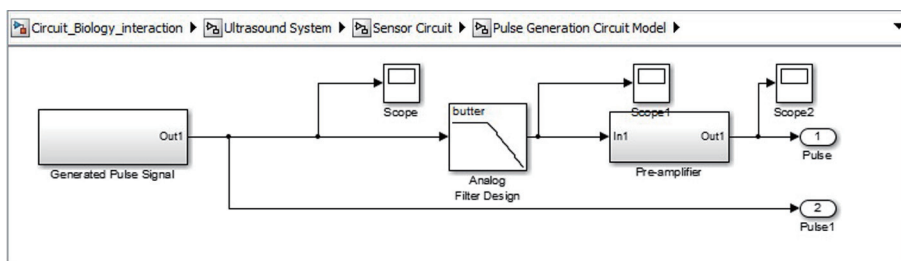 Circuit_Biology_interaction Ultrasound System Sensor Circuit Pulse Generation Circuit Model
Scope
Scope1
Scope2
butter
Out1
In1
Out1
1
Generated Pulse Signal
Analog
Filter Design
Pre-amplifier
Pulse
2
Pulse1